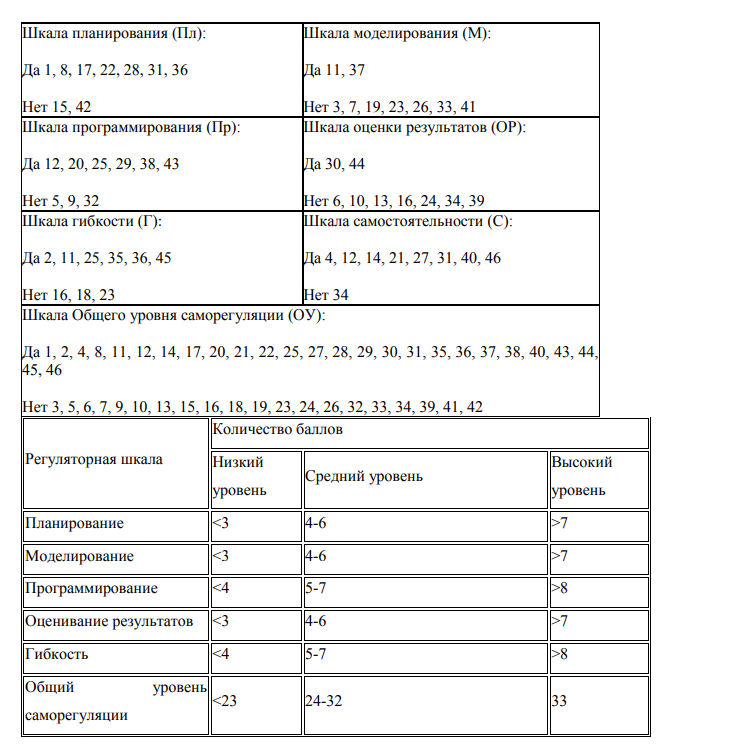 Шкала планирования (Пл):
Да 1, 8, 17, 22, 28, 31, 36
Нет 15, 42
Шкала моделирования (М):
Да 11, 37
Нет 3, 7, 19, 23, 26, 33, 41
Шкала программирования (Пр):
Да 12, 20, 25, 29, 38, 43
Нет 5, 9, 32
Шкала оценки результатов (ОР):
Да 30, 44
Нет 6, 10, 13, 16, 24, 34, 39
Шкала гибкости (Г):
Да 2, 11, 25, 35, 36, 45
Нет 16, 18, 23
Шкала самостоятельности (С):
Да 4, 12, 14, 21, 27, 31, 40, 46
Нет 34
Шкала Общего уровня саморегуляции (ОУ):
Да 1, 2, 4, 8, 11, 12, 14, 17, 20, 21, 22, 25, 27, 28, 29, 30, 31, 35, 36, 37, 38, 40, 43, 44,
45, 46
Нет 3, 5, 6, 7, 9, 10, 13, 15, 16, 18, 19, 23, 24, 26, 32, 33, 34, 39, 41, 42
Регуляторная шкала
Количество баллов
Низкий
уровень
Средний уровень
Высокий
уровень
Планирование <3 4-6 >7
Моделирование <3 4-6 >7
Программирование <4 5-7 >8
Оценивание результатов <3 4-6 >7
Гибкость <4 5-7 >8
Общий уровень
саморегуляции
<23 24-32 33